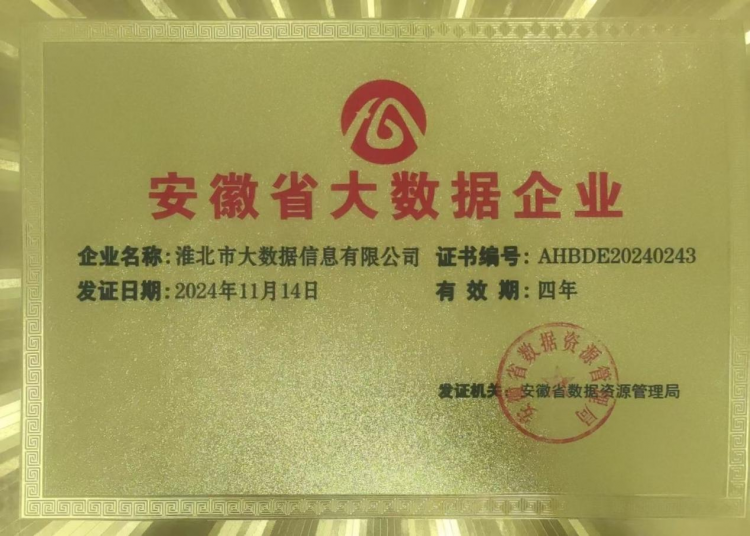 安徽省大数据企业
企业名称:淮北市大数据信息有限公司 证书编号: AHBDE20240243
发证日期:2024年11月14日 有效期:四年
发证机关:安徽省数据资源管理局
安徽省数据资源管理局